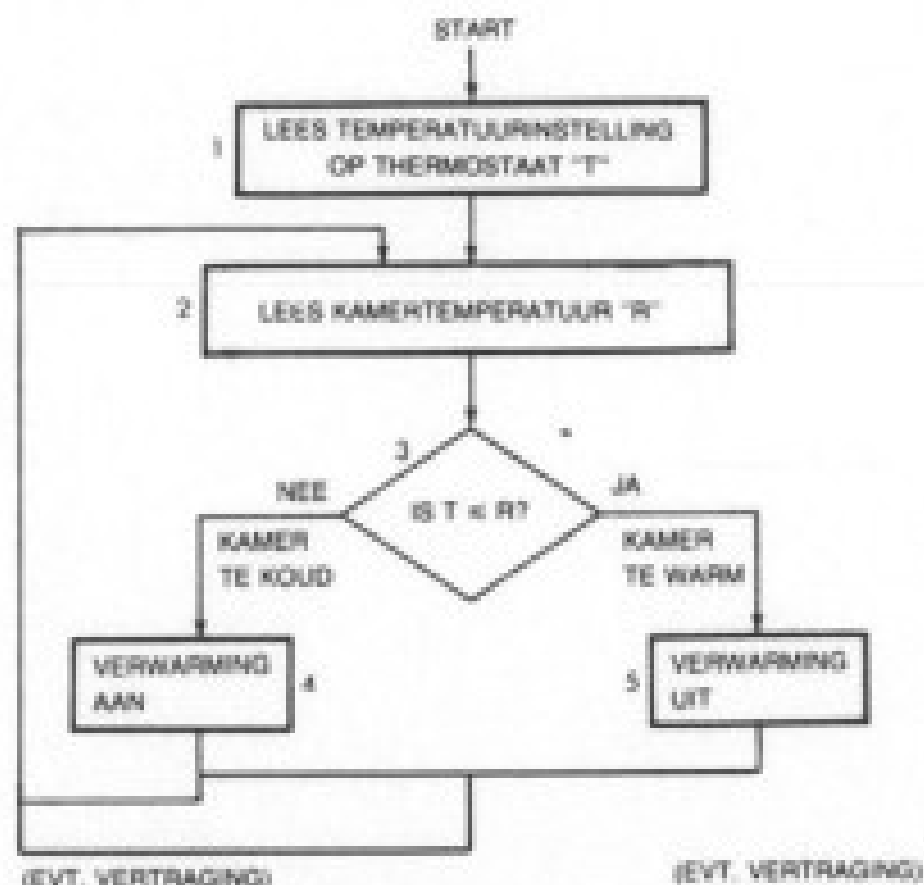 START
1
LEES TEMPERATUURINSTELLING
OP THERMOSTAAT "T"
2
LEES KAMERTEMPERATUUR "R"
3
NEE
IS T ≤ R?
JA
KAMER
TE KOUD
KAMER
TE WARM
VERWARMING
AAN
4
5
VERWARMING
UIT
(EVT. VERTRAGING)
(EVT. VERTRAGING)